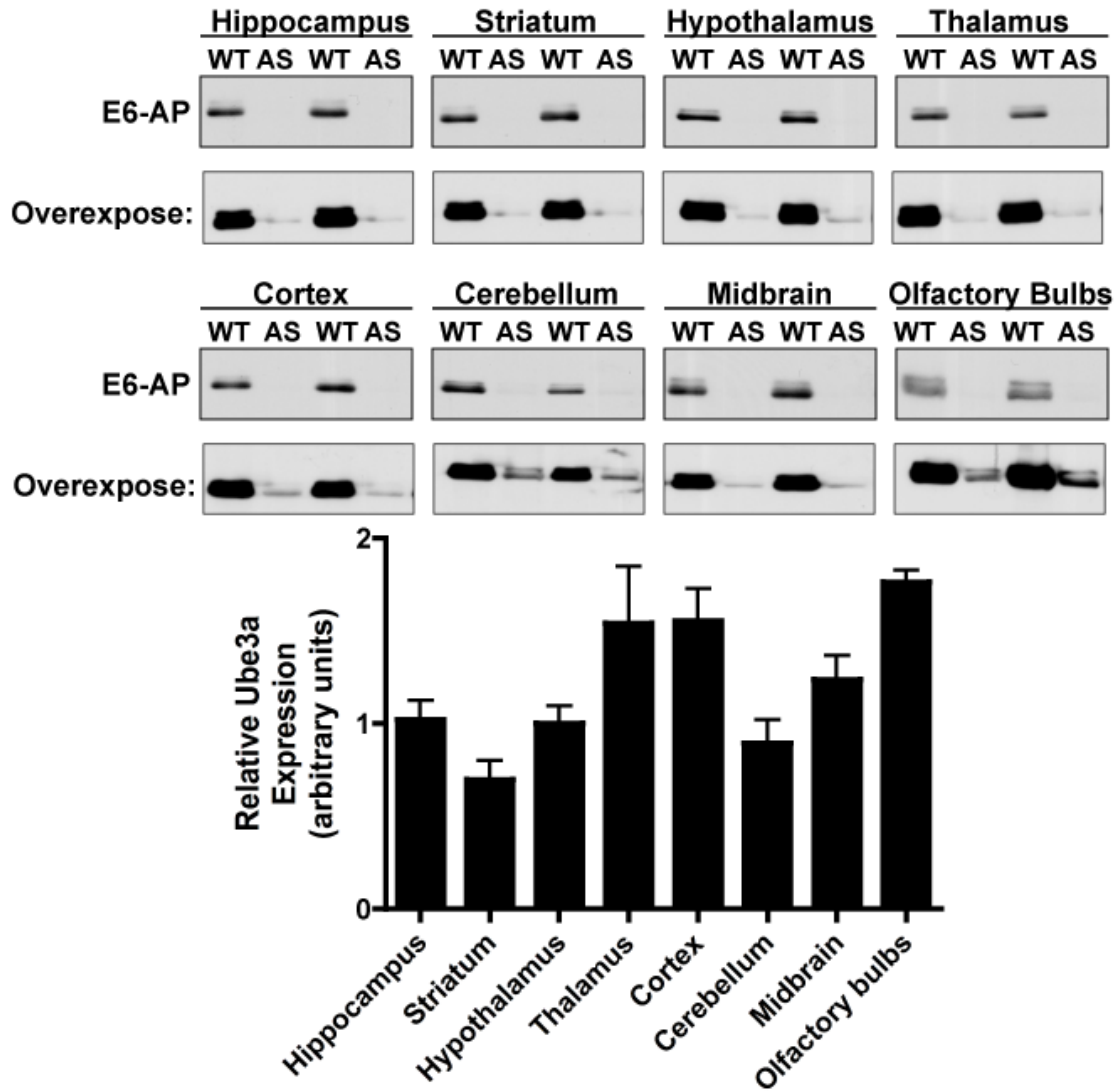 Hippocampus Striatum Hypothalamus Thalamus
WT AS WT AS WT AS WT AS WT AS WT AS WT AS WT AS
E6-AP
Overexpose:
Cortex Cerebellum Midbrain Olfactory Bulbs
WT AS WT AS WT AS WT AS WT AS WT AS WT AS WT AS
E6-AP
Overexpose:
2
1
0
Relative Ube3a
Expression
(arbitrary units)
Hippocampus
Striatum
Hypothalamus
Thalamus
Cortex
Cerebellum
Midbrain
Olfactory bulbs